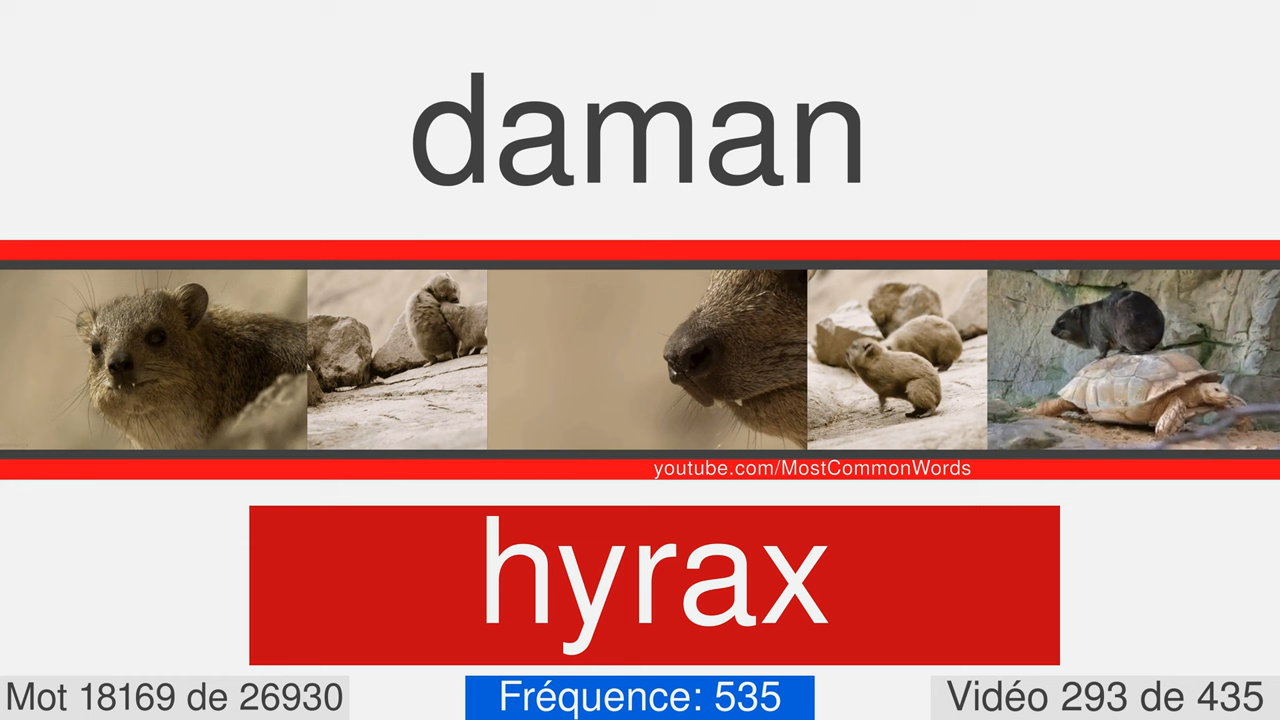 daman
youtube.com/MostCommonWords
hyrax
Mot 18169 de 26930
Fréquence: 535
Vidéo 293 de 435